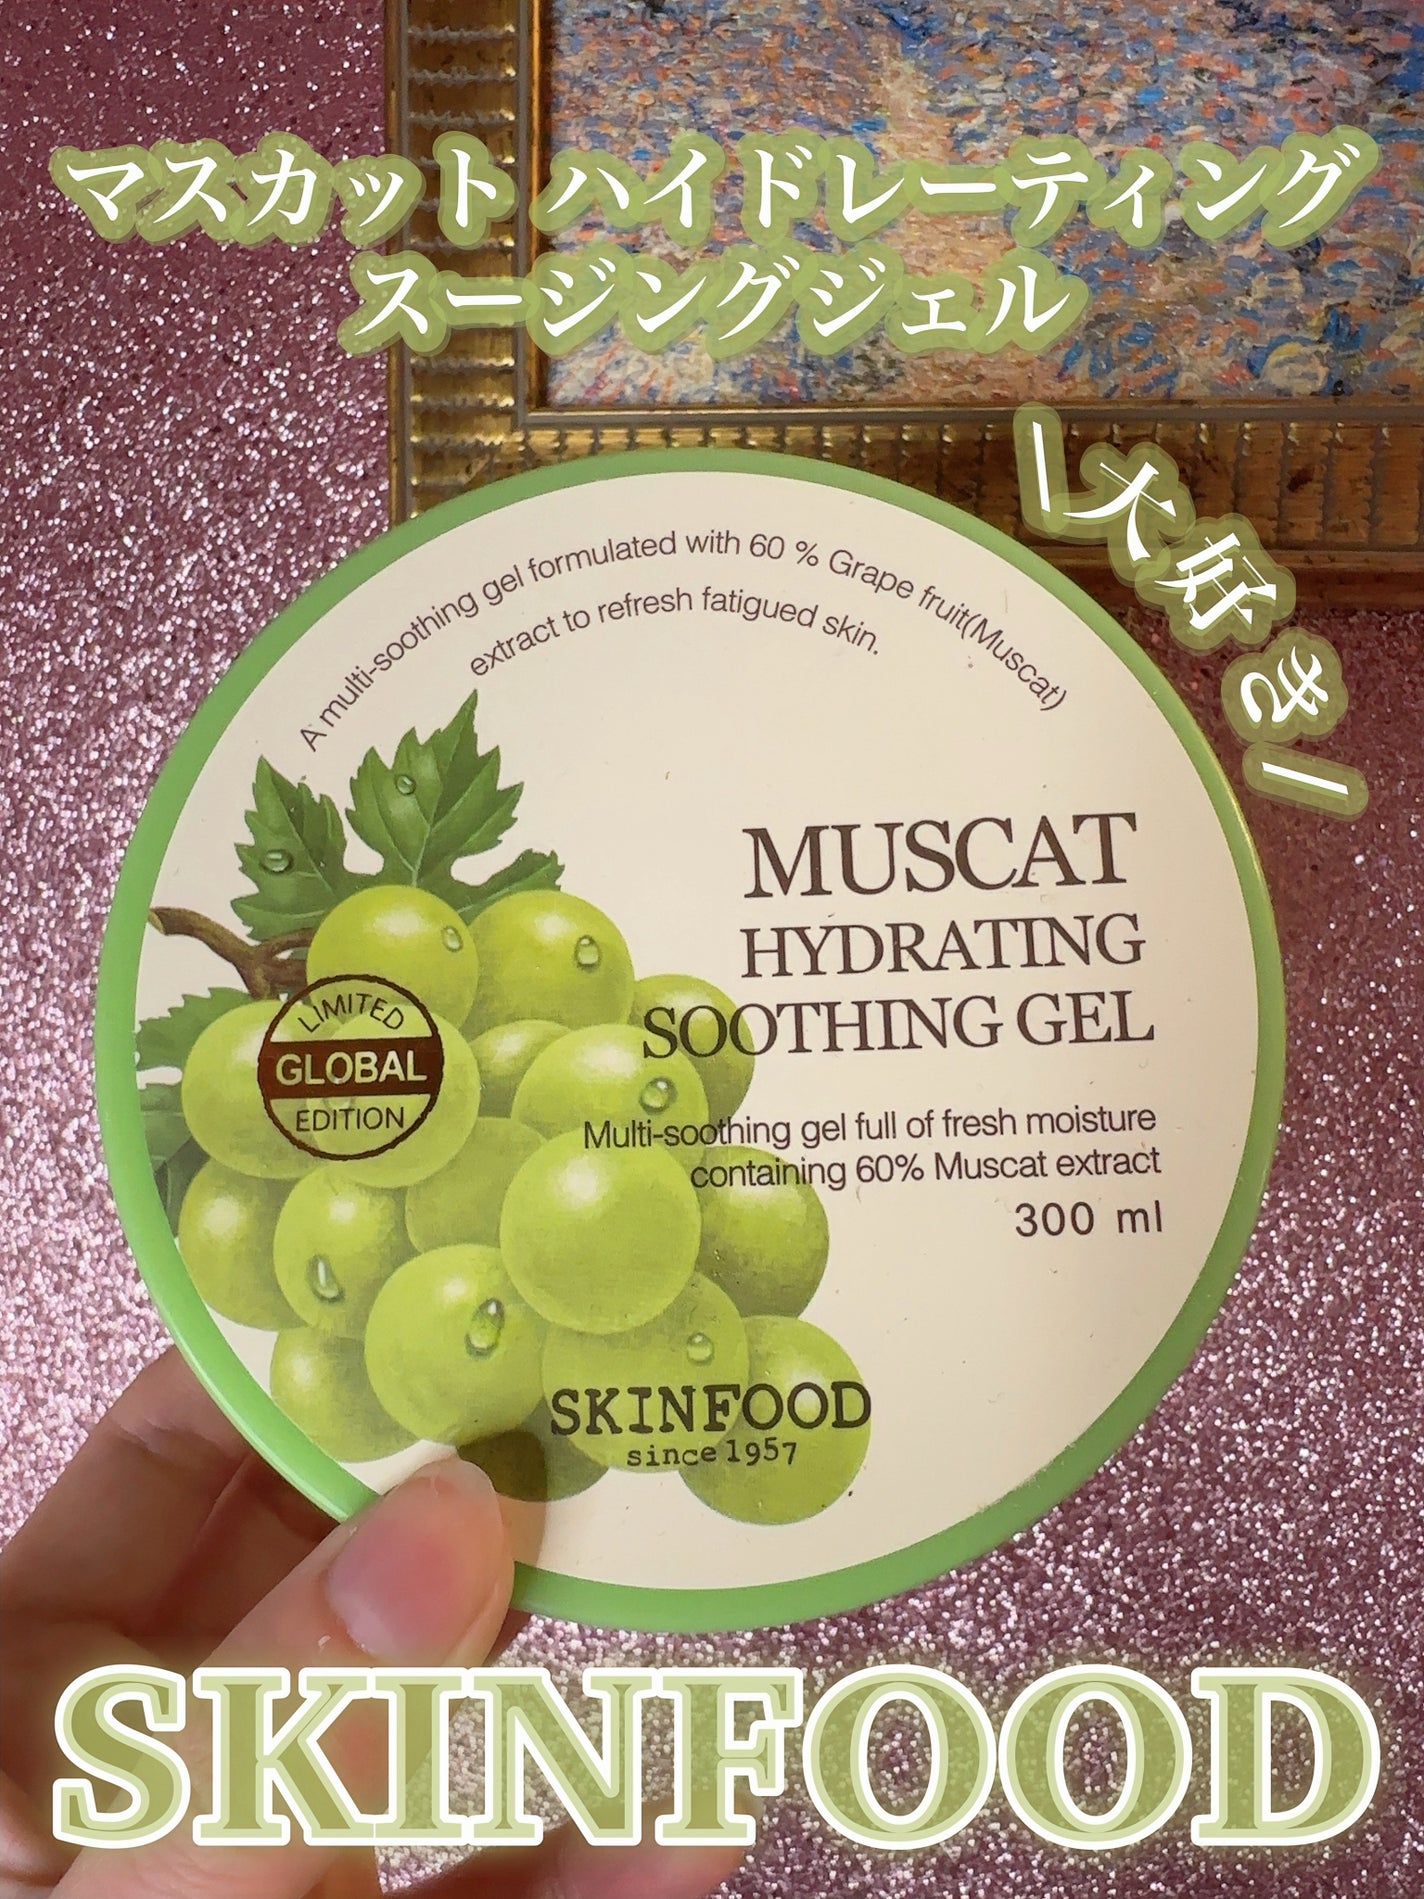 マスカット ハイドレーティング
スージングジェル
\大好き/
A multi-soothing gel formulated with 60 % Grape fruit(Muscat)
extract to refresh fatigued skin.
MUSCAT
HYDRATING
SOOTHING GEL
LIMITED
GLOBAL
EDITION
Multi-soothing gel full of fresh moisture
containing 60% Muscat extract
300 ml
SKINFOOD
since 1957
SKINFOOD